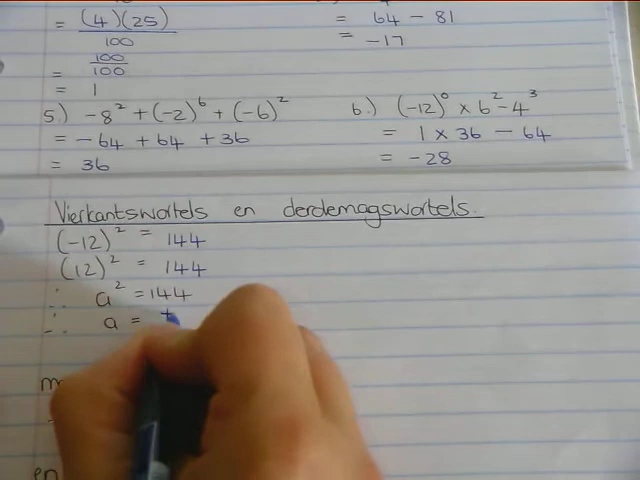 = (4)(25) / 100
= 100 / 100
= 1
= 64 - 81
= -17
5.) -8² + (-2)⁶ + (-6)²
= -64 + 64 + 36
= 36
6.) (-12)⁰ × 6² - 4³
= 1 × 36 - 64
= -28
Vierkantswortels en derdemagswortels
(-12)² = 144
(12)² = 144
∴ a² = 144
∴ a =
en